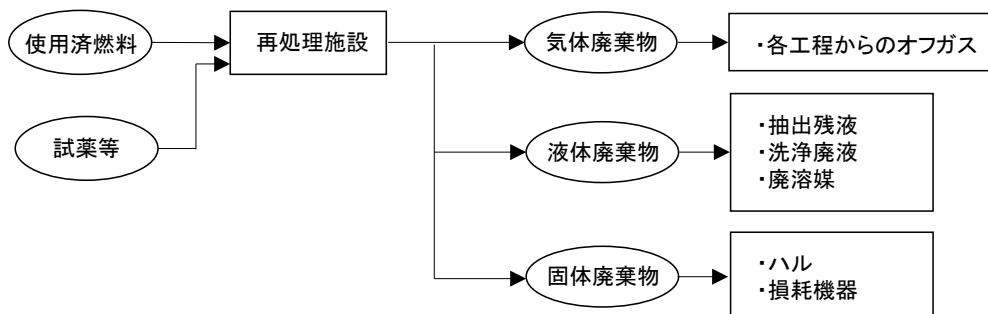 使用済燃料
再処理施設
気体廃棄物
・各工程からのオフガス
試薬等
液体廃棄物
・抽出残液
・洗浄廃液
・廃溶媒
固体廃棄物
・ハル
・損耗機器